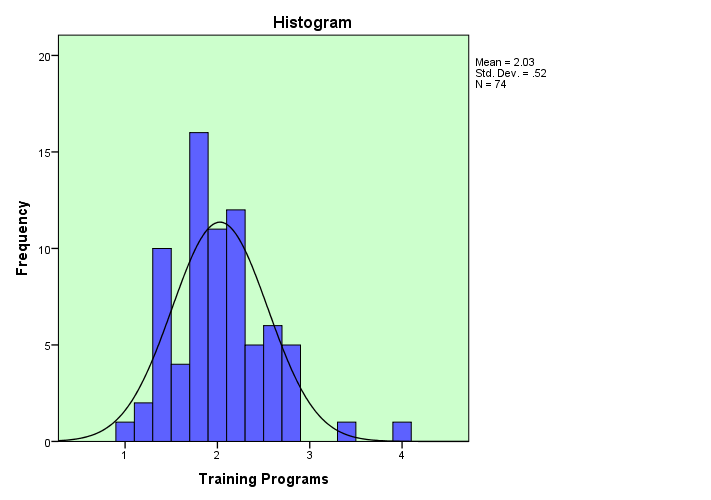 Histogram
Mean = 2.03
Std. Dev. = .52
N = 74
Frequency
20
15
10
5
0
1 2 3 4
Training Programs